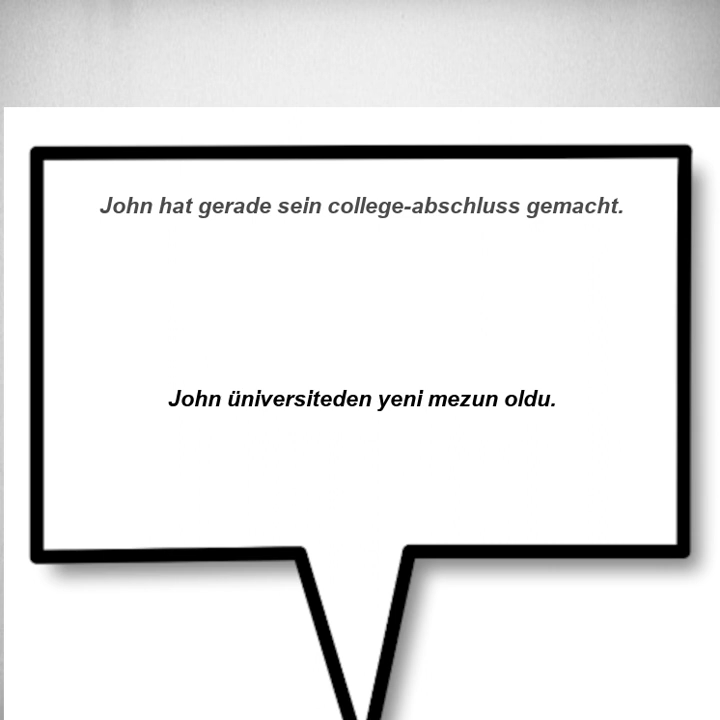 John hat gerade sein college-abschluss gemacht.
John üniversiteden yeni mezun oldu.